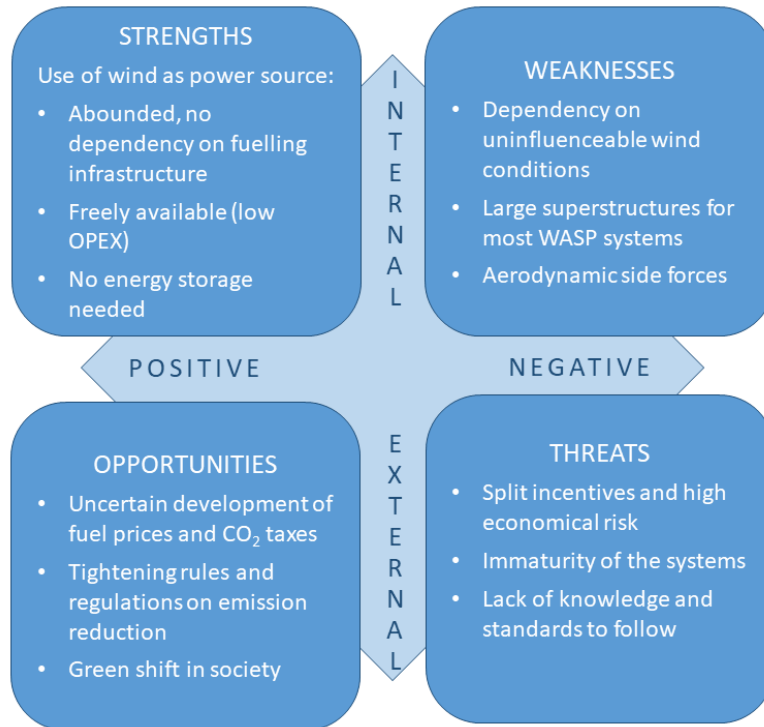 STRENGTHS
Use of wind as power source:
• Abounded, no
dependency on fuelling
infrastructure
• Freely available (low
OPEX)
• No energy storage
needed
INTERNAL
WEAKNESSES
• Dependency on
uninfluenceable wind
conditions
• Large superstructures for
most WASP systems
• Aerodynamic side forces
POSITIVE
NEGATIVE
OPPORTUNITIES
• Uncertain development of
fuel prices and CO₂ taxes
• Tightening rules and
regulations on emission
reduction
• Green shift in society
EXTERNAL
THREATS
• Split incentives and high
economical risk
• Immaturity of the systems
• Lack of knowledge and
standards to follow